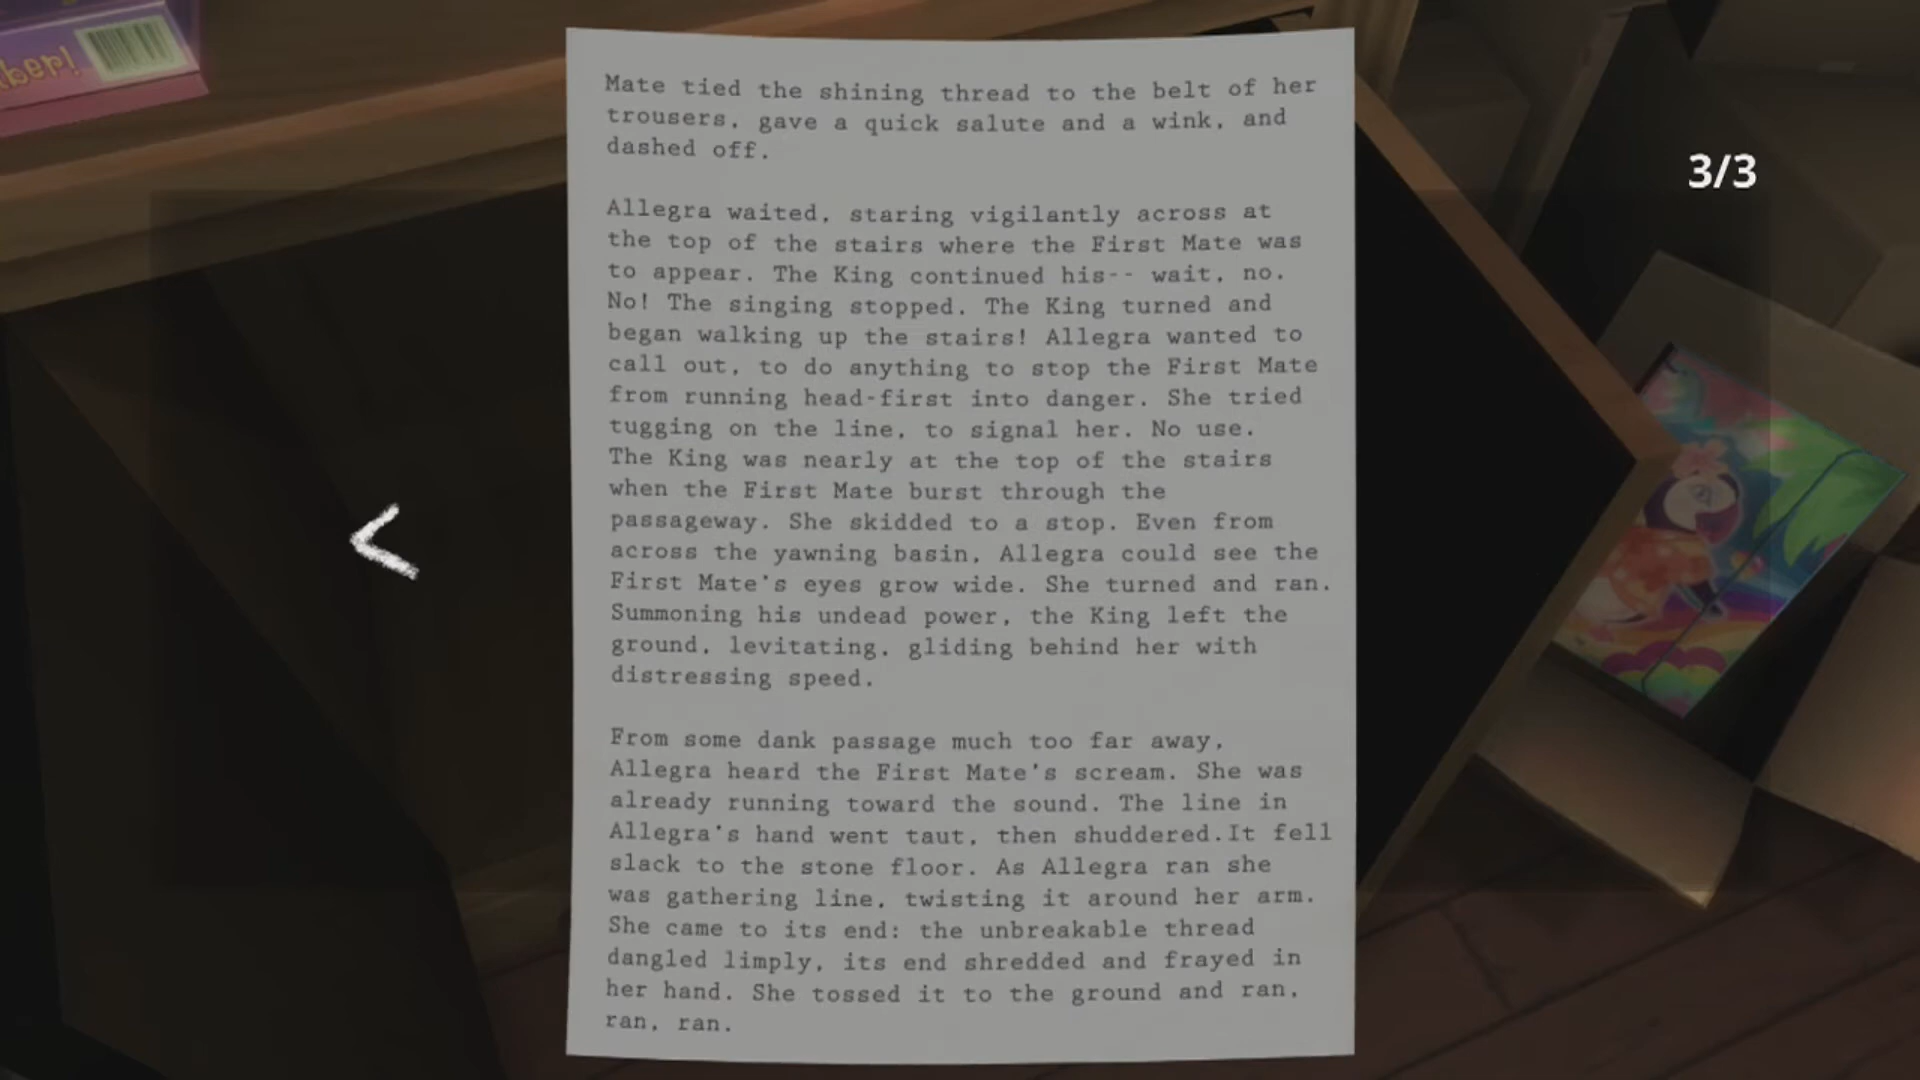 ber!
3/3
Mate tied the shining thread to the belt of her
trousers, gave a quick salute and a wink, and
dashed off.
Allegra waited, staring vigilantly across at
the top of the stairs where the First Mate was
to appear. The King continued his-- wait, no.
No! The singing stopped. The King turned and
began walking up the stairs! Allegra wanted to
call out, to do anything to stop the First Mate
from running head-first into danger. She tried
tugging on the line, to signal her. No use.
The King was nearly at the top of the stairs
when the First Mate burst through the
passageway. She skidded to a stop. Even from
across the yawning basin, Allegra could see the
First Mate's eyes grow wide. She turned and ran.
Summoning his undead power, the King left the
ground, levitating, gliding behind her with
distressing speed.
From some dank passage much too far away,
Allegra heard the First Mate's scream. She was
already running toward the sound. The line in
Allegra's hand went taut, then shuddered.It fell
slack to the stone floor. As Allegra ran she
was gathering line, twisting it around her arm.
She came to its end: the unbreakable thread
dangled limply, its end shredded and frayed in
her hand. She tossed it to the ground and ran,
ran, ran.